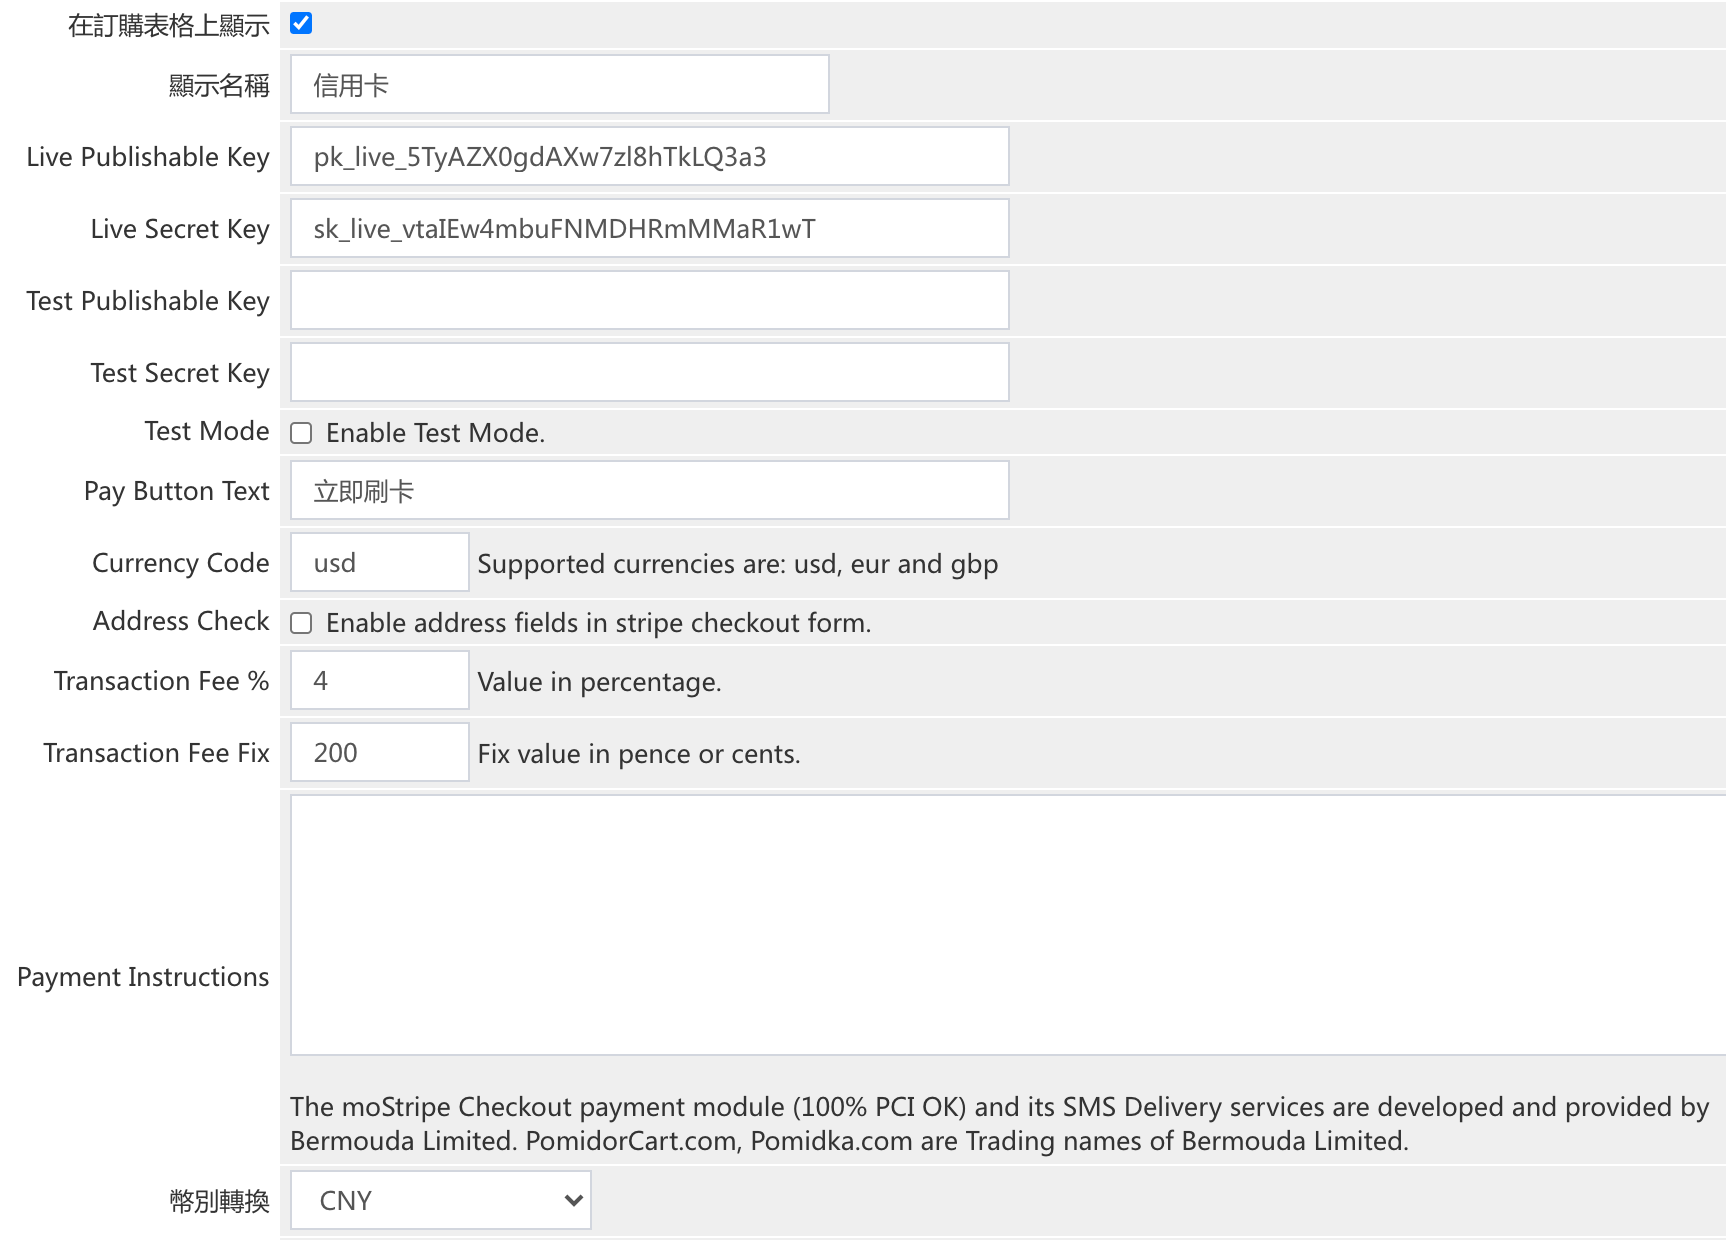 在訂購表格上顯示
顯示名稱 信用卡
Live Publishable Key pk_live_5TyAZX0gdAXw7zl8hTkLQ3a3
Live Secret Key sk_live_vtaIEw4mbuFNMDHRmMMaR1wT
Test Publishable Key
Test Secret Key
Test Mode Enable Test Mode.
Pay Button Text 立即刷卡
Currency Code usd Supported currencies are: usd, eur and gbp
Address Check Enable address fields in stripe checkout form.
Transaction Fee % 4 Value in percentage.
Transaction Fee Fix 200 Fix value in pence or cents.
Payment Instructions
The moStripe Checkout payment module (100% PCI OK) and its SMS Delivery services are developed and provided by
Bermouda Limited. PomidorCart.com, Pomidka.com are Trading names of Bermouda Limited.
幣別轉換 CNY